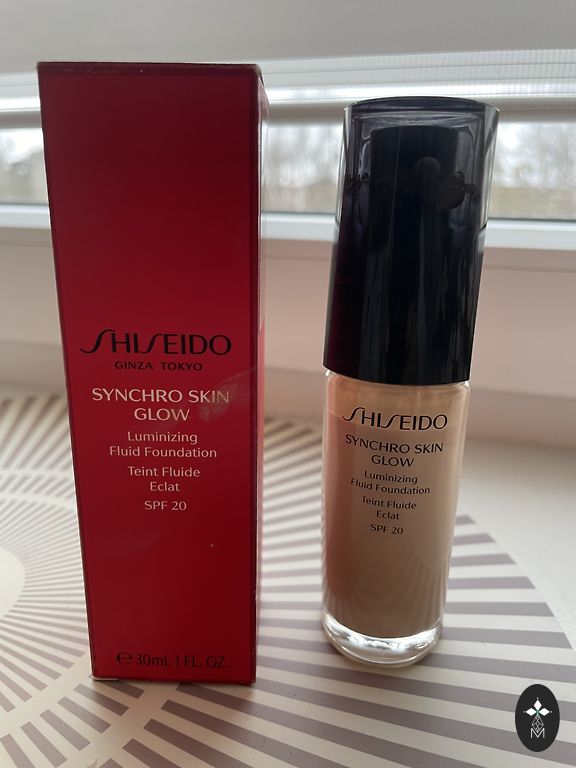 SHISEIDO
GINZA TOKYO
SYNCHRO SKIN
GLOW
Luminizing
Fluid Foundation
Teint Fluide
Eclat
SPF 20
℮30mL 1 FL. OZ.
SHISEIDO
SYNCHRO SKIN
GLOW
Luminizing
Fluid Foundation
Teint Fluide
Eclat
SPF 20
M